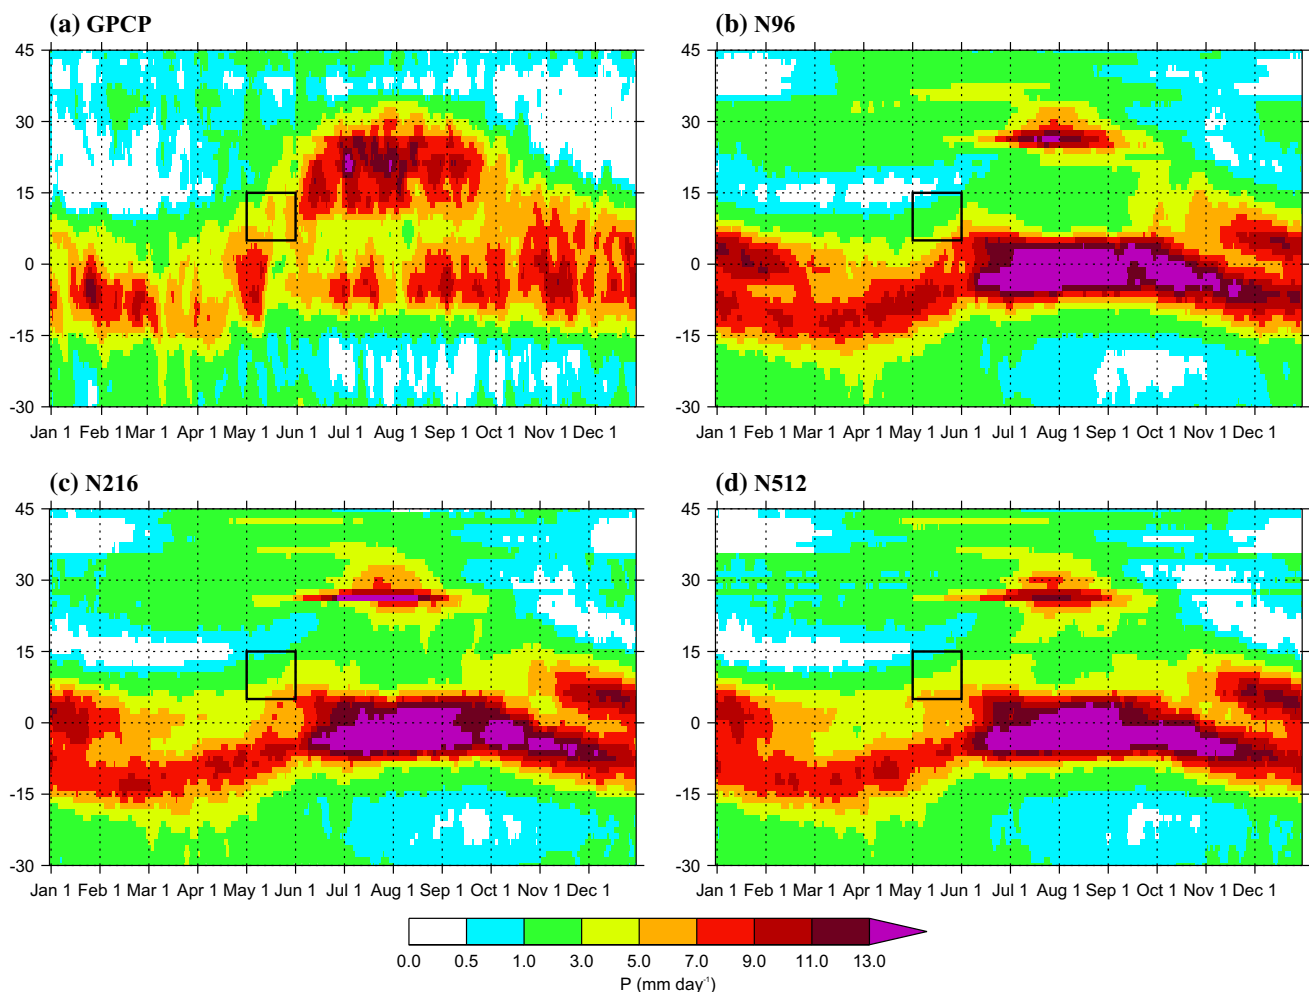 (a) GPCP
(b) N96
45
30
15
0
-15
-30
Jan 1 Feb 1 Mar 1 Apr 1 May 1 Jun 1 Jul 1 Aug 1 Sep 1 Oct 1 Nov 1 Dec 1
45
30
15
0
-15
-30
Jan 1 Feb 1 Mar 1 Apr 1 May 1 Jun 1 Jul 1 Aug 1 Sep 1 Oct 1 Nov 1 Dec 1
(c) N216
(d) N512
45
30
15
0
-15
-30
Jan 1 Feb 1 Mar 1 Apr 1 May 1 Jun 1 Jul 1 Aug 1 Sep 1 Oct 1 Nov 1 Dec 1
45
30
15
0
-15
-30
Jan 1 Feb 1 Mar 1 Apr 1 May 1 Jun 1 Jul 1 Aug 1 Sep 1 Oct 1 Nov 1 Dec 1
0.0 0.5 1.0 3.0 5.0 7.0 9.0 11.0 13.0
P (mm day⁻¹)